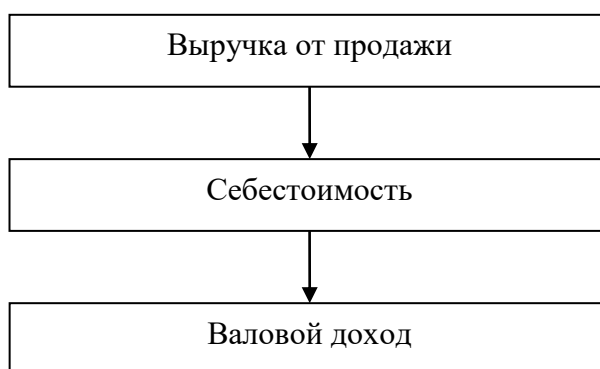 Выручка от продажи
Себестоимость
Валовой доход